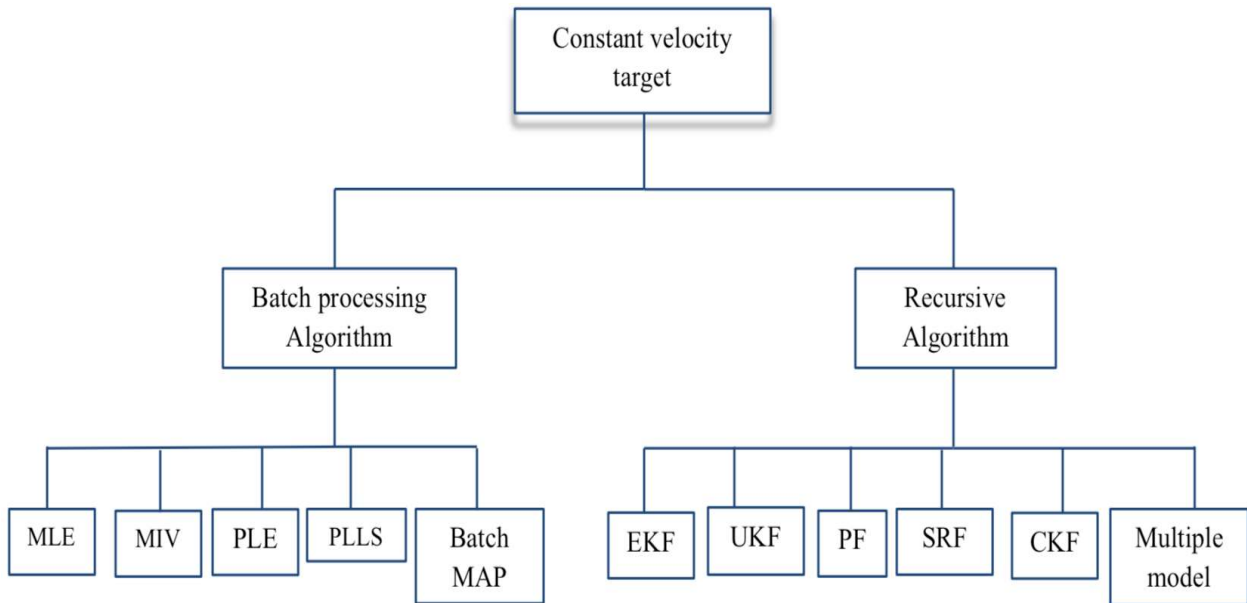 Constant velocity
target
Batch processing
Algorithm
Recursive
Algorithm
MLE
MIV
PLE
PLLS
Batch
MAP
EKF
UKF
PF
SRF
CKF
Multiple
model